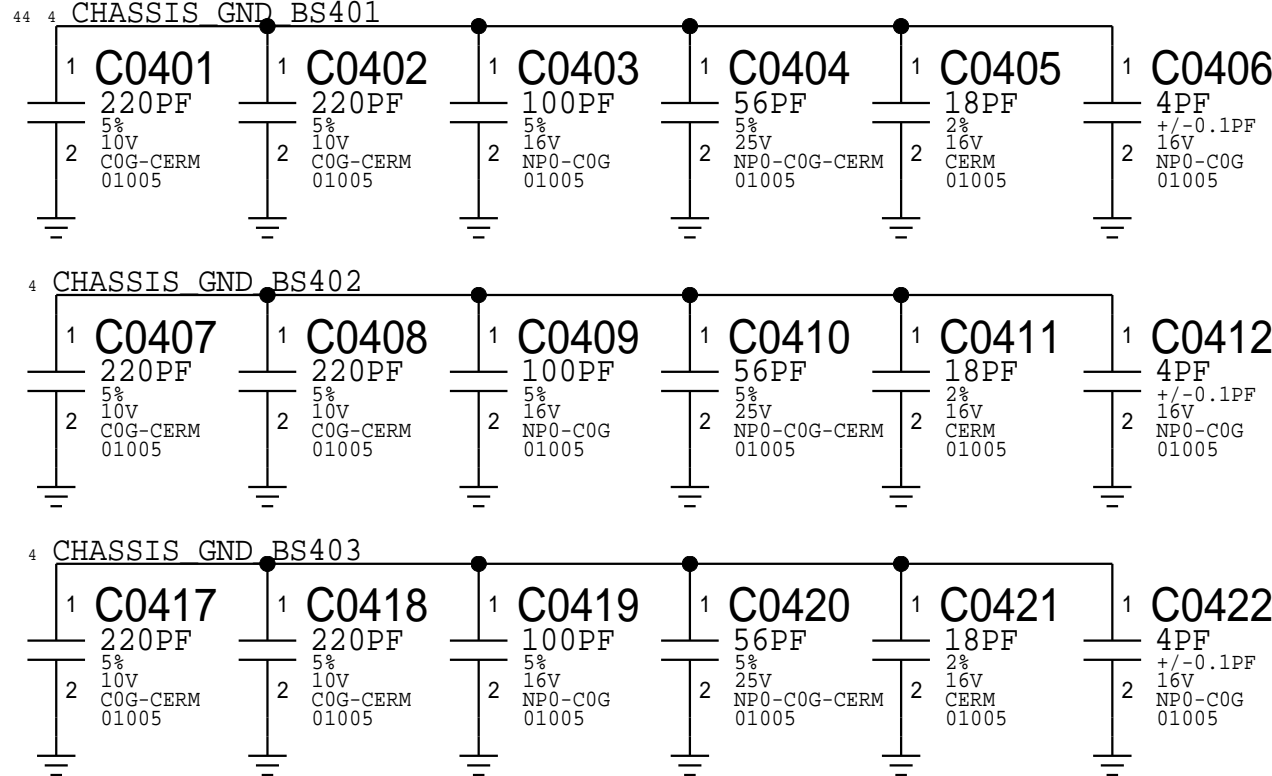 44 4 CHASSIS_GND_BS401
1 C0401 1 C0402 1 C0403 1 C0404 1 C0405 1 C0406
220PF 220PF 100PF 56PF 18PF 4PF
5% 5% 5% 5% 2% +/-0.1PF
10V 10V 16V 25V 16V 16V
2 C0G-CERM 2 C0G-CERM 2 NP0-C0G 2 NP0-C0G-CERM 2 CERM 2 NP0-C0G
01005 01005 01005 01005 01005 01005
4 CHASSIS_GND_BS402
1 C0407 1 C0408 1 C0409 1 C0410 1 C0411 1 C0412
220PF 220PF 100PF 56PF 18PF 4PF
5% 5% 5% 5% 2% +/-0.1PF
10V 10V 16V 25V 16V 16V
2 C0G-CERM 2 C0G-CERM 2 NP0-C0G 2 NP0-C0G-CERM 2 CERM 2 NP0-C0G
01005 01005 01005 01005 01005 01005
4 CHASSIS_GND_BS403
1 C0417 1 C0418 1 C0419 1 C0420 1 C0421 1 C0422
220PF 220PF 100PF 56PF 18PF 4PF
5% 5% 5% 5% 2% +/-0.1PF
10V 10V 16V 25V 16V 16V
2 C0G-CERM 2 C0G-CERM 2 NP0-C0G 2 NP0-C0G-CERM 2 CERM 2 NP0-C0G
01005 01005 01005 01005 01005 01005